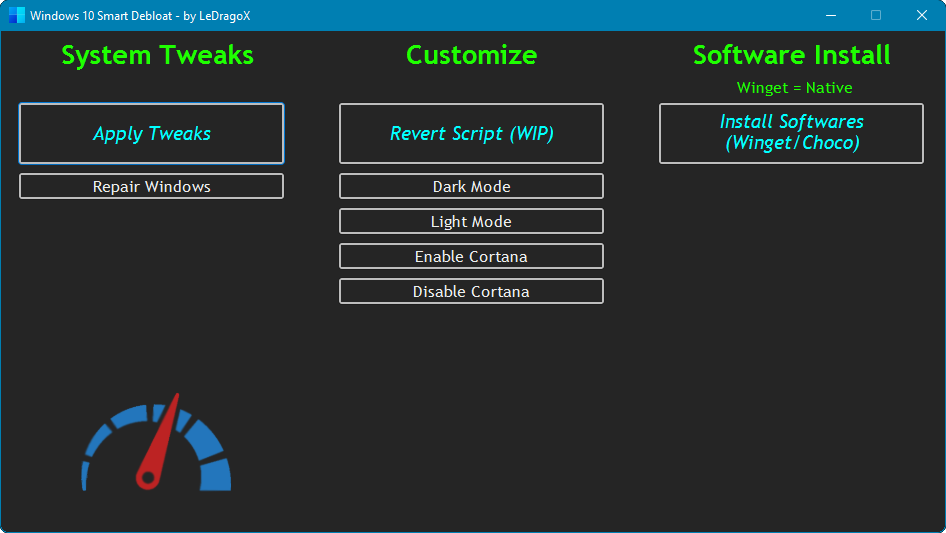 Windows 10 Smart Debloat - by LeDragoX
System Tweaks
Apply Tweaks
Repair Windows
Customize
Revert Script (WIP)
Dark Mode
Light Mode
Enable Cortana
Disable Cortana
Software Install
Winget = Native
Install Softwares
(Winget/Choco)